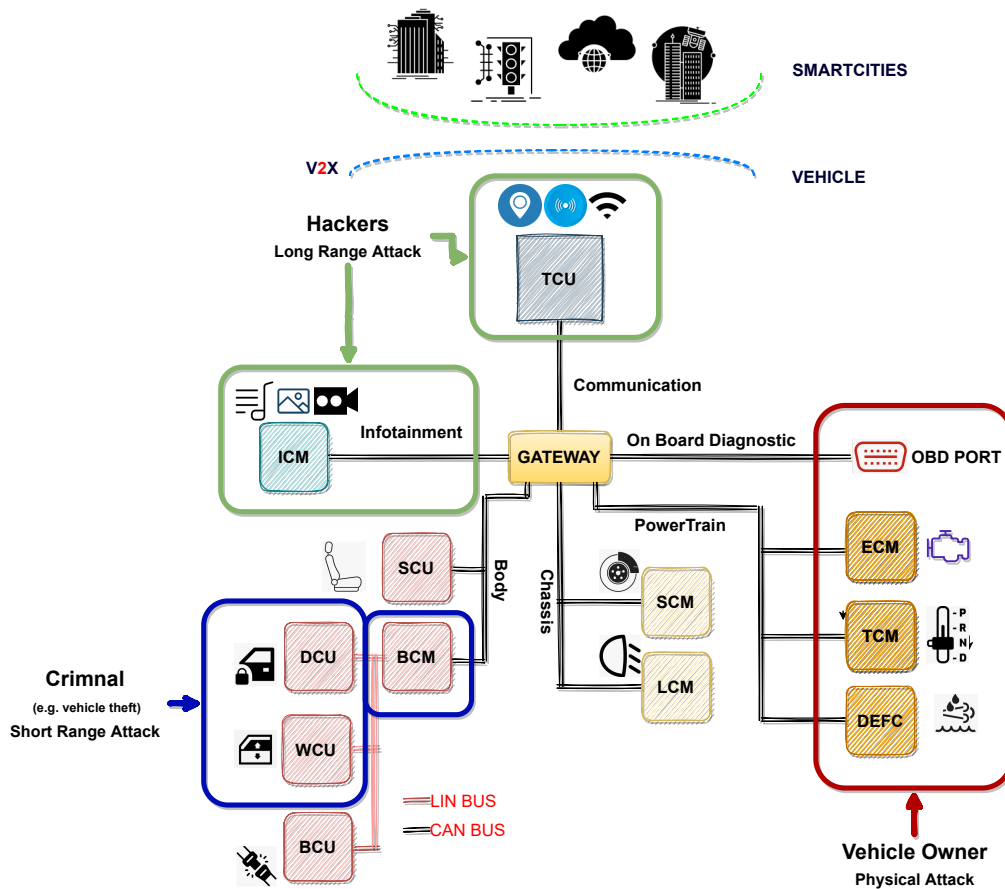 SMARTCITIES
V2X
VEHICLE
Hackers
Long Range Attack
TCU
Communication
Infotainment
ICM
GATEWAY
On Board Diagnostic
OBD PORT
PowerTrain
ECM
SCU
Body
Chassis
SCM
TCM
P
R
N
D
DCU
BCM
LCM
Crimnal
(e.g. vehicle theft)
Short Range Attack
DEFC
WCU
LIN BUS
CAN BUS
BCU
Vehicle Owner
Physical Attack